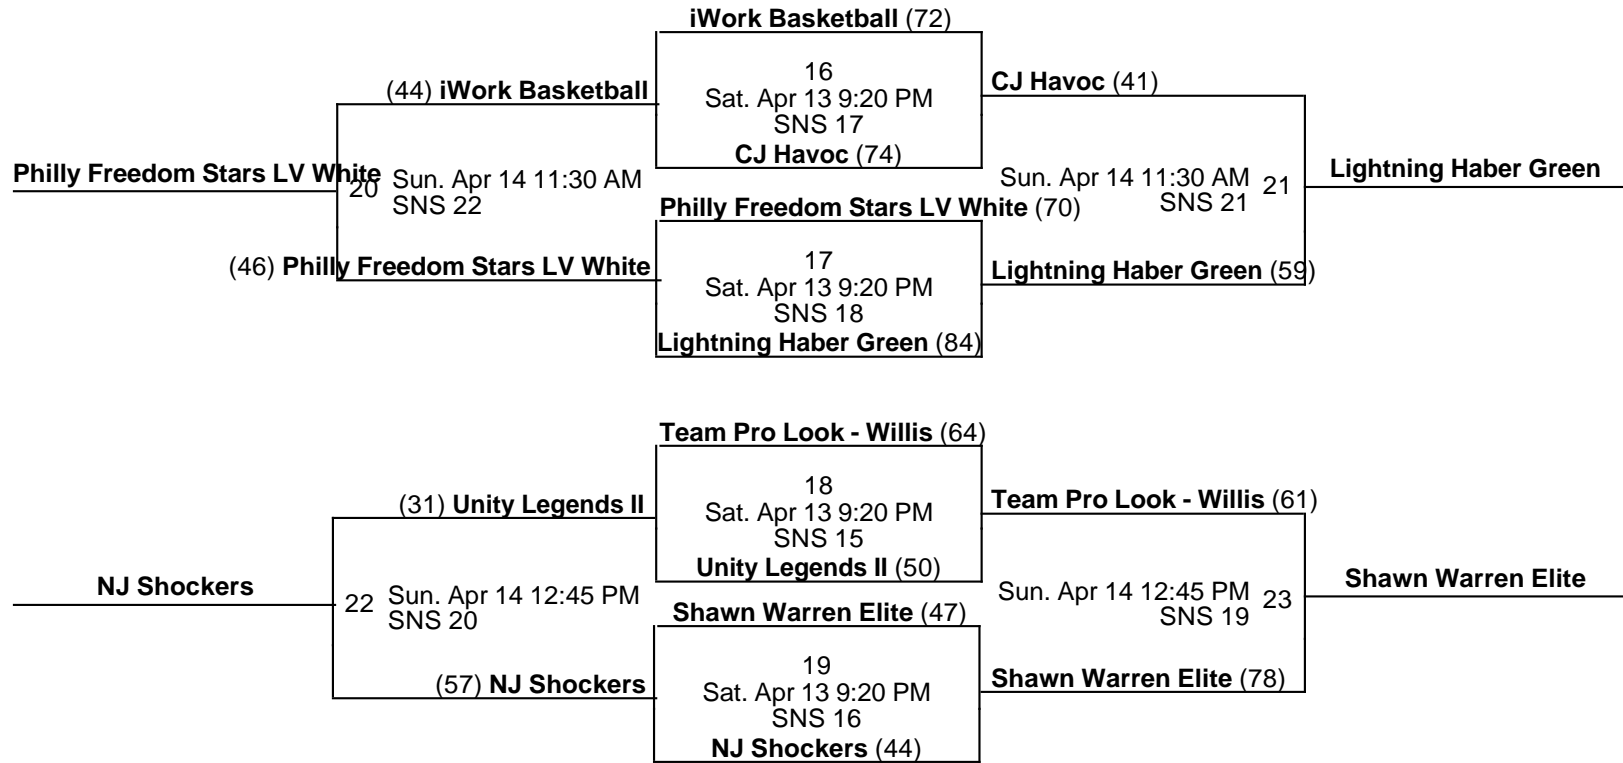 iWork Basketball (72)
(44) iWork Basketball
16
Sat. Apr 13 9:20 PM
SNS 17
CJ Havoc (41)
CJ Havoc (74)
Philly Freedom Stars LV White
20 Sun. Apr 14 11:30 AM
SNS 22
Sun. Apr 14 11:30 AM 21
SNS 21
Lightning Haber Green
Philly Freedom Stars LV White (70)
(46) Philly Freedom Stars LV White
17
Sat. Apr 13 9:20 PM
SNS 18
Lightning Haber Green (59)
Lightning Haber Green (84)
Team Pro Look - Willis (64)
(31) Unity Legends II
18
Sat. Apr 13 9:20 PM
SNS 15
Team Pro Look - Willis (61)
Unity Legends II (50)
NJ Shockers
22 Sun. Apr 14 12:45 PM
SNS 20
Sun. Apr 14 12:45 PM 23
SNS 19
Shawn Warren Elite
Shawn Warren Elite (47)
(57) NJ Shockers
19
Sat. Apr 13 9:20 PM
SNS 16
Shawn Warren Elite (78)
NJ Shockers (44)